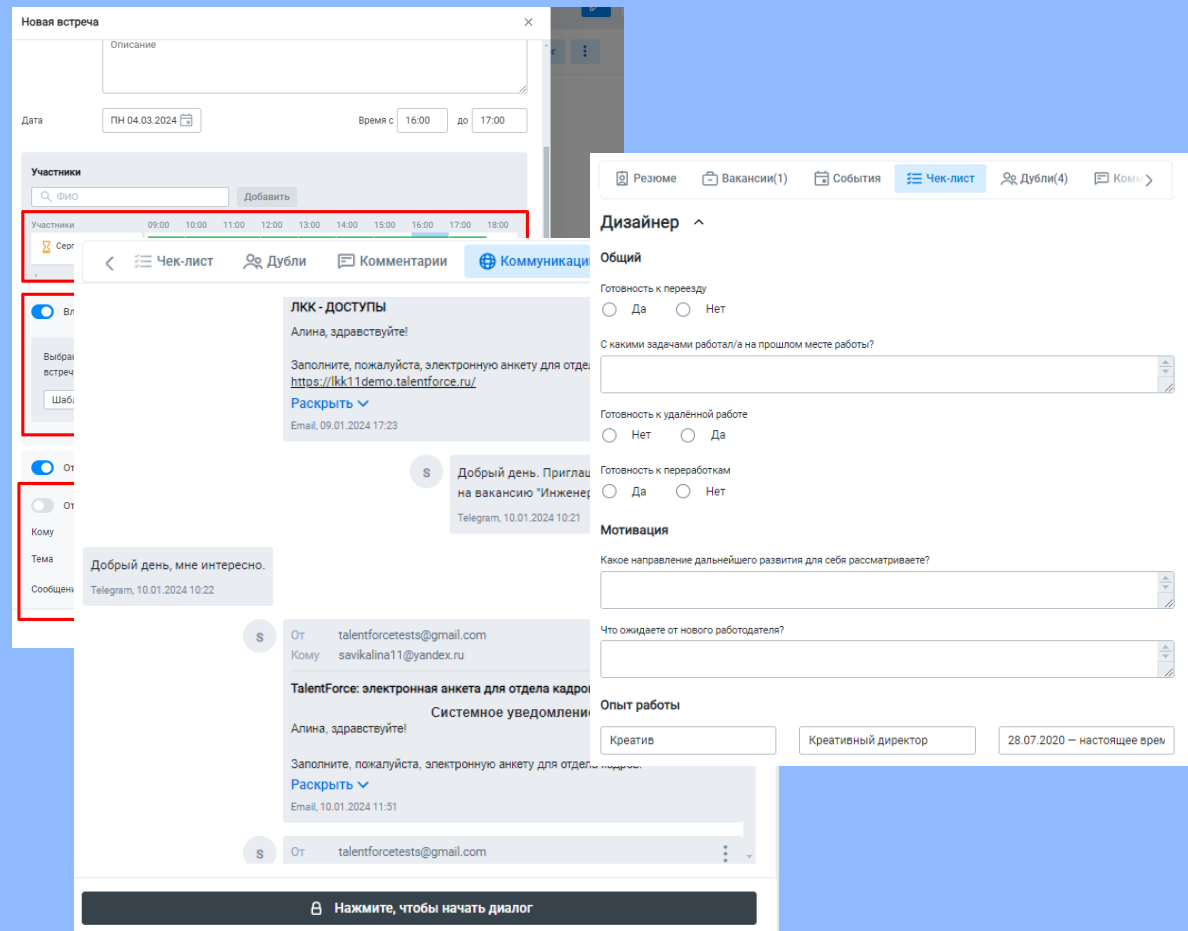 Новая встреча
Описание
Дата
ПН 04.03.2024
Время с
16:00
до
17:00
Участники
ФИО
Добавить
Участники
09:00 10:00 11:00 12:00 13:00 14:00 15:00 16:00 17:00 18:00
Кому
Тема
Чек-лист
Дубли
Комментарии
ЛКК - ДОСТУПЫ
Алина, здравствуйте!
Заполните, пожалуйста, электронную анкету для
https://lkk11demo.talentforce.ru/
Раскрыть
Email, 09.01.2024 17:23
S
Добрый день.
на вакансию
Telegram, 10.01.2024 10:21
Добрый день, мне интересно.
Telegram, 10.01.2024 10:22
S
От talentforcetests@gmail.com
Кому savikalina11@yandex.ru
TalentForce: электронная анкета для отдела
Системное
Алина, здравствуйте!
Заполните, пожалуйста, электронную анкету для отдела кадров.
Раскрыть
Email, 10.01.2024 11:51
S
От talentforcetests@gmail.com
Нажмите, чтобы начать диалог
Резюме
Вакансии(1)
События
Чек-лист
Дубли(4)
Дизайнер
Общий
Готовность к переезду
Да Нет
С какими задачами работал/а на прошлом месте работы?
Готовность к удалённой работе
Нет Да
Готовность к переработкам
Да Нет
Мотивация
Какое направление дальнейшего развития для себя рассматриваете?
Что ожидаете от нового работодателя?
Опыт работы
Креатив
Креативный директор
28.07.2020 — настоящее врем